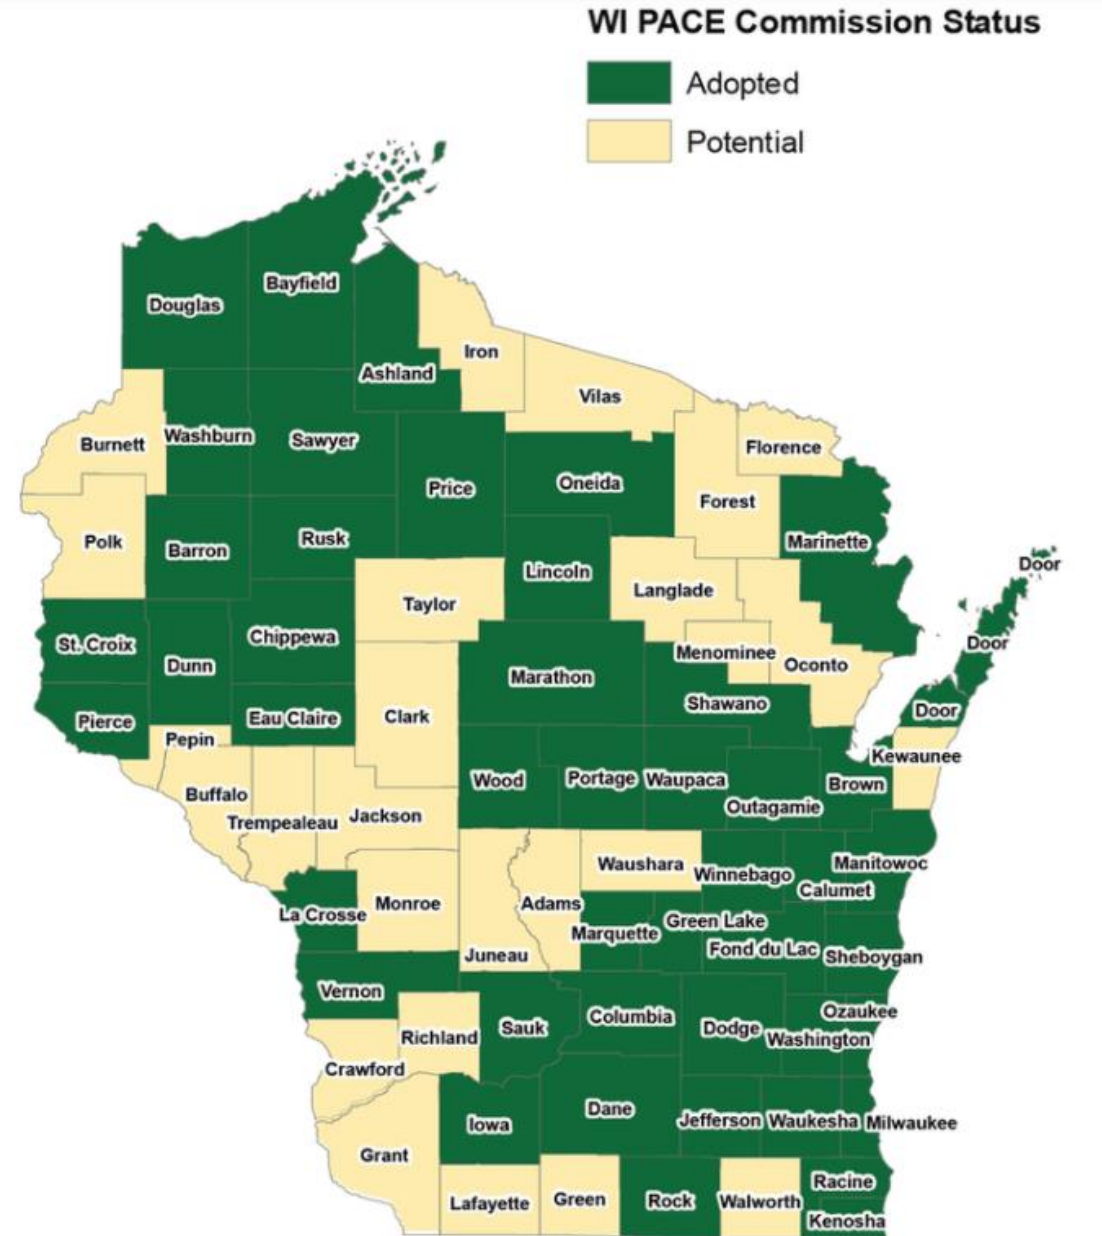 WI PACE Commission Status
Adopted
Potential
Bayfield
Douglas
Iron
Ashland
Vilas
Burnett
Washburn
Sawyer
Florence
Price
Oneida
Forest
Polk
Barron
Rusk
Marinette
Door
Lincoln
Langlade
Taylor
St. Croix
Chippewa
Door
Dunn
Menominee
Oconto
Marathon
Shawano
Door
Pierce
Eau Claire
Clark
Pepin
Kewaunee
Wood
Portage
Waupaca
Brown
Buffalo
Outagamie
Trempealeau
Jackson
Waushara
Winnebago
Manitowoc
Calumet
La Crosse
Monroe
Adams
Marquette
Green Lake
Fond du Lac
Juneau
Sheboygan
Vernon
Ozaukee
Columbia
Sauk
Dodge
Richland
Washington
Crawford
Dane
Iowa
Jefferson
Waukesha
Milwaukee
Grant
Racine
Lafayette
Green
Rock
Walworth
Kenosha